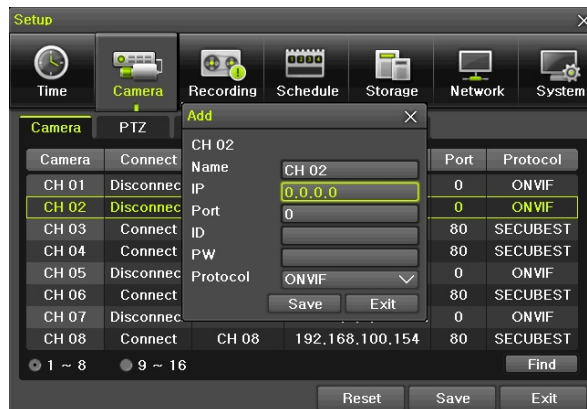 Setup
Time Camera Recording Schedule Storage Network System
Camera PTZ
Add
CH 02
Name CH 02
IP 0.0.0.0
Port 0
ID
PW
Protocol ONVIF
Save Exit
Camera Connect Port Protocol
CH 01 Disconnec 0 ONVIF
CH 02 Disconnec 0 ONVIF
CH 03 Connect 80 SECUBEST
CH 04 Connect 80 SECUBEST
CH 05 Disconnec 0 ONVIF
CH 06 Connect 80 SECUBEST
CH 07 Disconnec 0 ONVIF
CH 08 Connect CH 08 192.168.100.154 80 SECUBEST
1 ~ 8 9 ~ 16 Find
Reset Save Exit